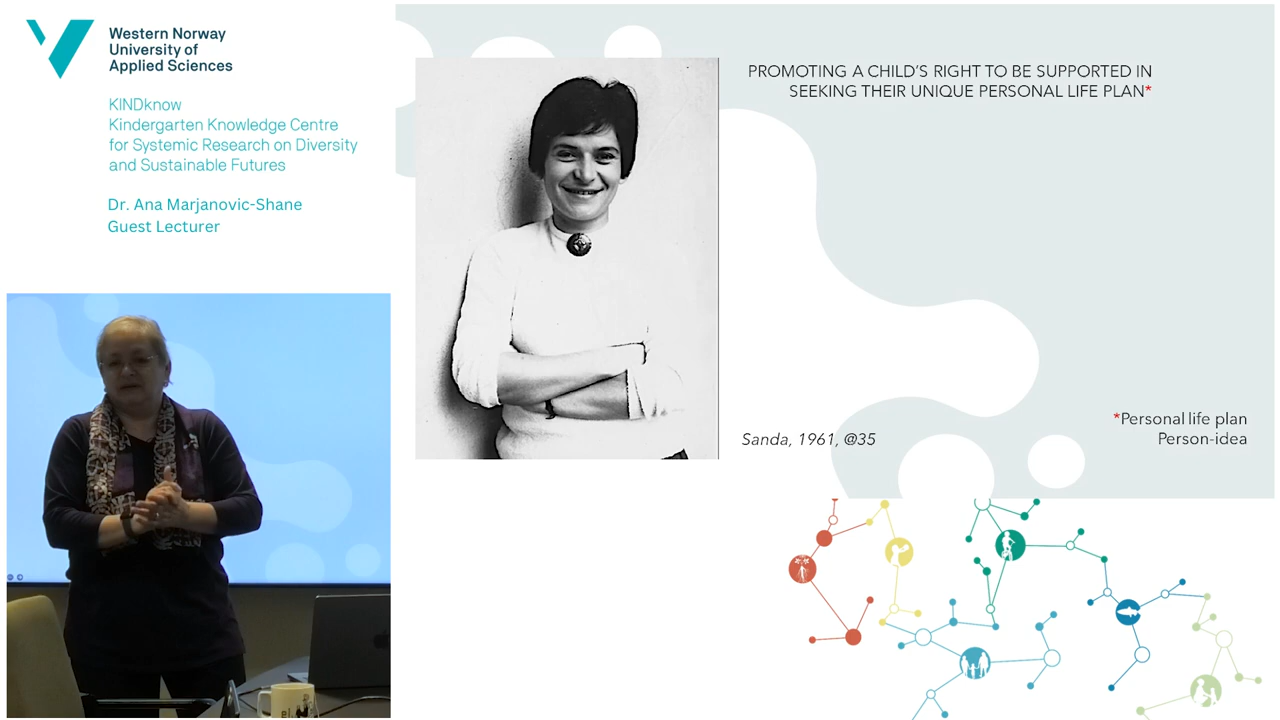 Western Norway
University of
Applied Sciences
KINDknow
Kindergarten Knowledge Centre
for Systemic Research on Diversity
and Sustainable Futures
Dr. Ana Marjanovic-Shane
Guest Lecturer
PROMOTING A CHILD'S RIGHT TO BE SUPPORTED IN
SEEKING THEIR UNIQUE PERSONAL LIFE PLAN*
Sanda, 1961, @35
*Personal life plan
Person-idea